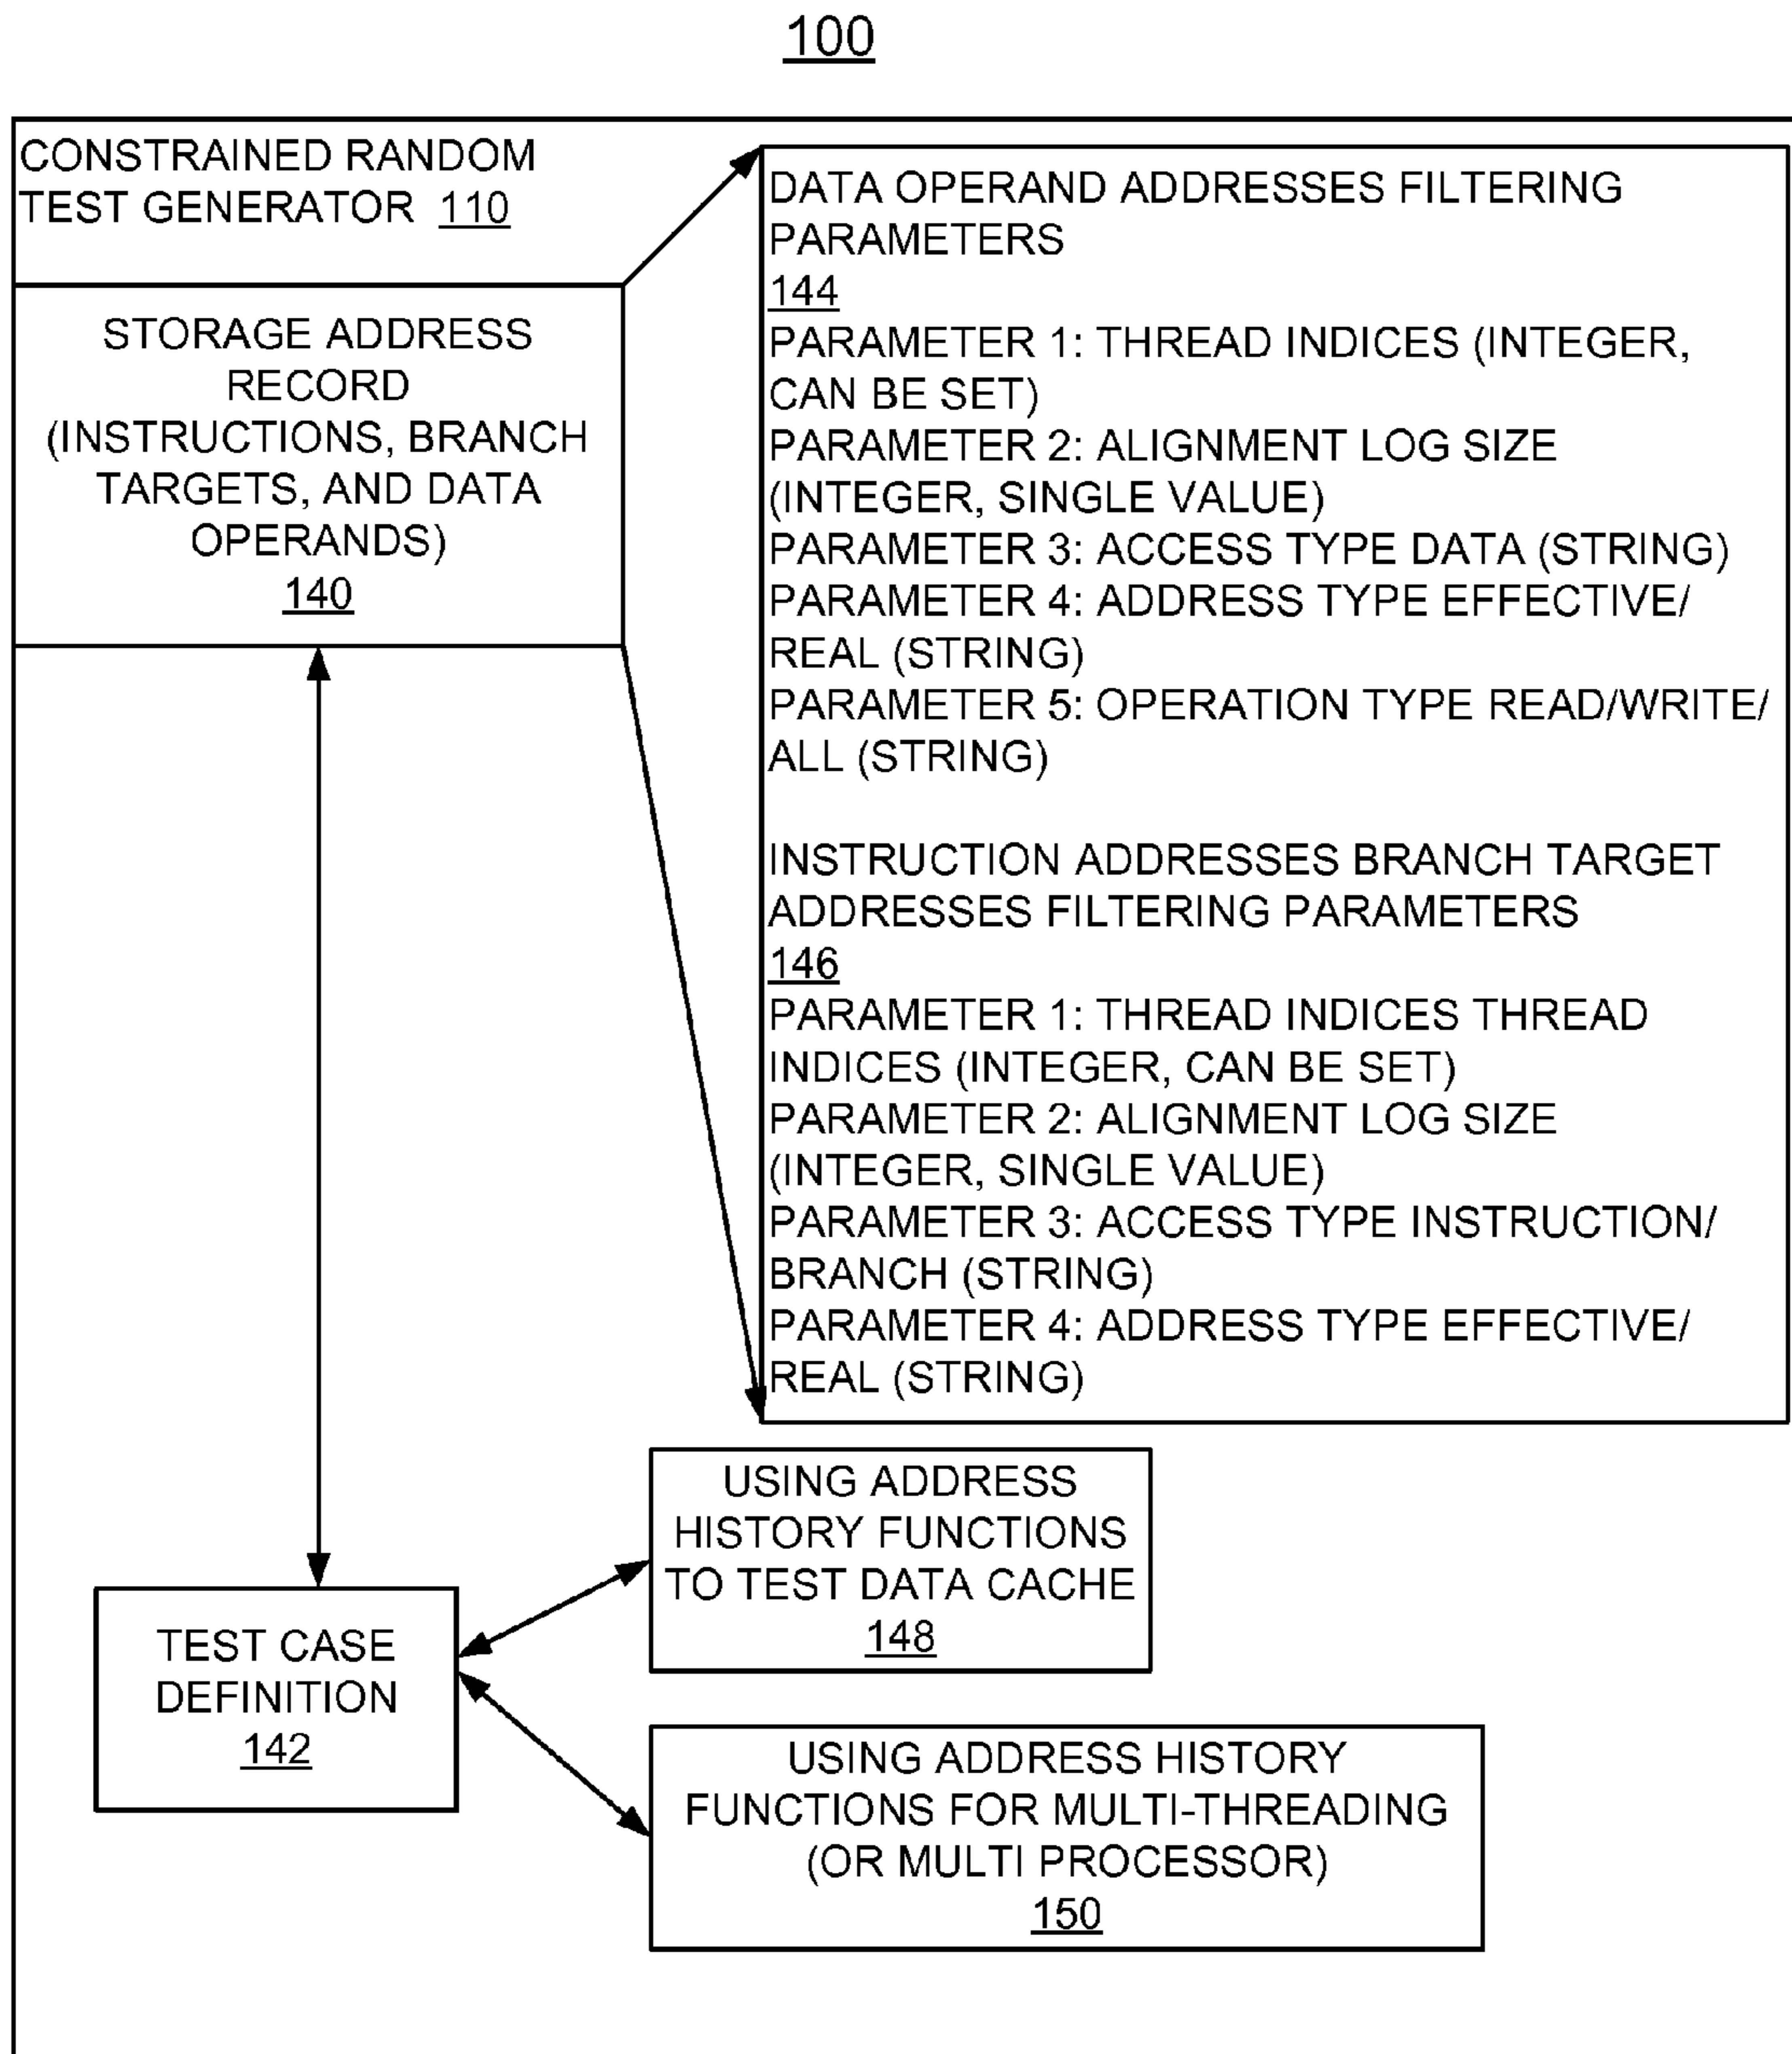 100
CONSTRAINED RANDOM
TEST GENERATOR 110
STORAGE ADDRESS
RECORD
(INSTRUCTIONS, BRANCH
TARGETS, AND DATA
OPERANDS)
140
DATA OPERAND ADDRESSES FILTERING
PARAMETERS
144
PARAMETER 1: THREAD INDICES (INTEGER,
CAN BE SET)
PARAMETER 2: ALIGNMENT LOG SIZE
(INTEGER, SINGLE VALUE)
PARAMETER 3: ACCESS TYPE DATA (STRING)
PARAMETER 4: ADDRESS TYPE EFFECTIVE/
REAL (STRING)
PARAMETER 5: OPERATION TYPE READ/WRITE/
ALL (STRING)
INSTRUCTION ADDRESSES BRANCH TARGET
ADDRESSES FILTERING PARAMETERS
146
PARAMETER 1: THREAD INDICES THREAD
INDICES (INTEGER, CAN BE SET)
PARAMETER 2: ALIGNMENT LOG SIZE
(INTEGER, SINGLE VALUE)
PARAMETER 3: ACCESS TYPE INSTRUCTION/
BRANCH (STRING)
PARAMETER 4: ADDRESS TYPE EFFECTIVE/
REAL (STRING)
USING ADDRESS
HISTORY FUNCTIONS
TO TEST DATA CACHE
148
TEST CASE
DEFINITION
142
USING ADDRESS HISTORY
FUNCTIONS FOR MULTI-THREADING
(OR MULTI PROCESSOR)
150